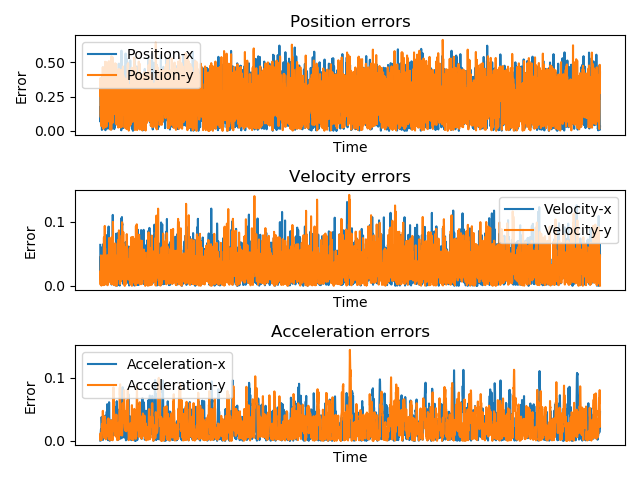 Position errors
Error
0.50
0.25
0.00
Position-x
Position-y
Time
Velocity errors
Error
0.1
0.0
Velocity-x
Velocity-y
Time
Acceleration errors
Error
0.1
0.0
Acceleration-x
Acceleration-y
Time